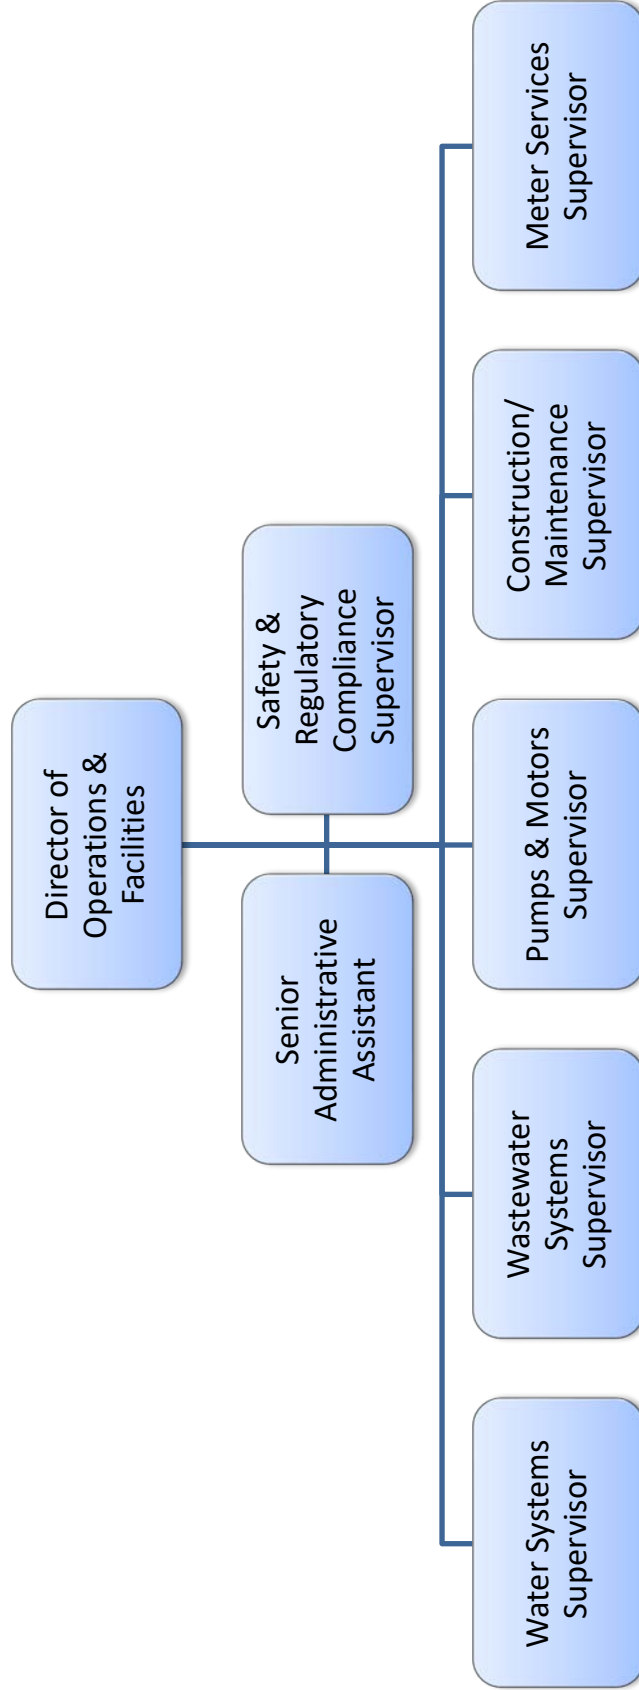 Director of
Operations &
Facilities
Senior
Administrative
Assistant
Safety &
Regulatory
Compliance
Supervisor
Water Systems
Supervisor
Wastewater
Systems
Supervisor
Pumps & Motors
Supervisor
Construction/
Maintenance
Supervisor
Meter Services
Supervisor